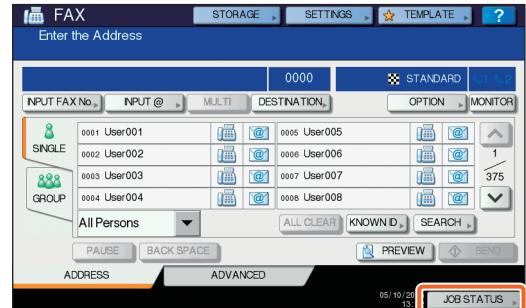 FAX STORAGE SETTINGS TEMPLATE ?
Enter the Address
0000 STANDARD
INPUT FAX No. INPUT @ MULTI DESTINATION OPTION MONITOR
SINGLE
GROUP
0001 User001 0005 User005
0002 User002 0006 User006
0003 User003 0007 User007
0004 User004 0008 User008
1
375
All Persons ALL CLEAR KNOWN ID SEARCH
PAUSE BACK SPACE PREVIEW SEND
ADDRESS ADVANCED
05/10/20
13:
JOB STATUS